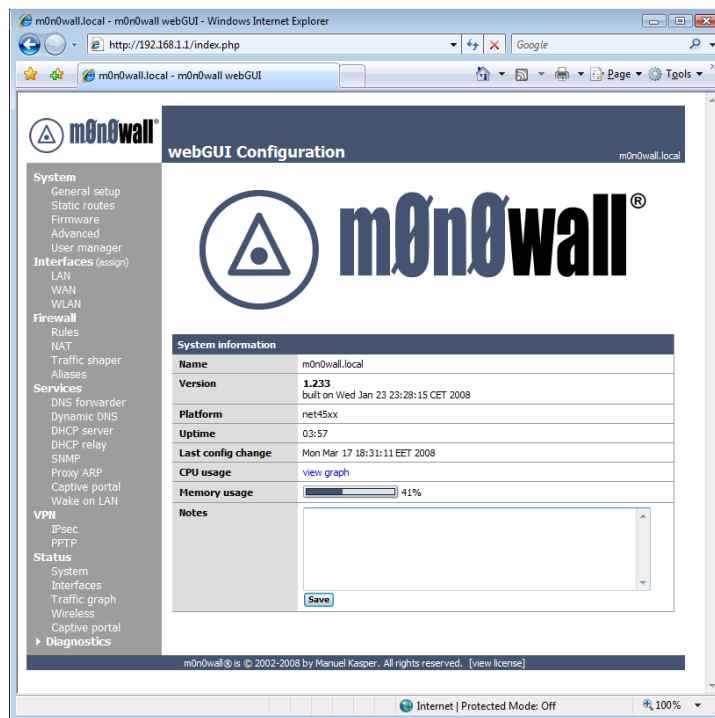 m0n0wall.local - m0n0wall webGUI - Windows Internet Explorer
http://192.168.1.1/index.php
Google
m0n0wall.local - m0n0wall webGUI
Page
Tools
m0n0wall®
webGUI Configuration
m0n0wall.local
System
General setup
Static routes
Firmware
Advanced
User manager
Interfaces (assign)
LAN
WAN
WLAN
Firewall
Rules
NAT
Traffic shaper
Aliases
Services
DNS forwarder
Dynamic DNS
DHCP server
DHCP relay
SNMP
Proxy ARP
Captive portal
Wake on LAN
VPN
IPsec
PPTP
Status
System
Interfaces
Traffic graph
Wireless
Captive portal
Diagnostics
mØnØwall®
System information
Name m0n0wall.local
Version 1.233
built on Wed Jan 23 23:28:15 CET 2008
Platform net45xx
Uptime 03:57
Last config change Mon Mar 17 18:31:11 EET 2008
CPU usage view graph
Memory usage 41%
Notes
Save
m0n0wall® is © 2002-2008 by Manuel Kasper. All rights reserved. [view license]
Internet | Protected Mode: Off
100%